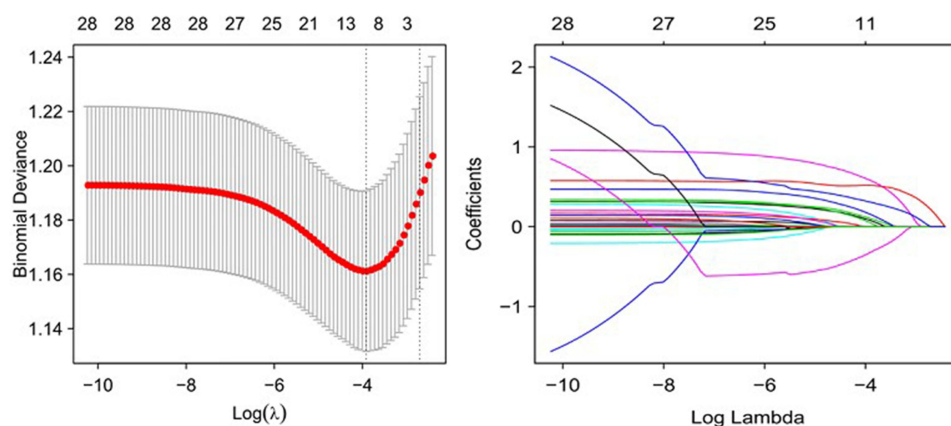 28 28 28 28 27 25 21 13 8 3
1.24
1.22
1.20
1.18
1.16
1.14
Binomial Deviance
−10 −8 −6 −4
Log(λ)
28 27 25 11
2
1
0
−1
Coefficients
−10 −8 −6 −4
Log Lambda